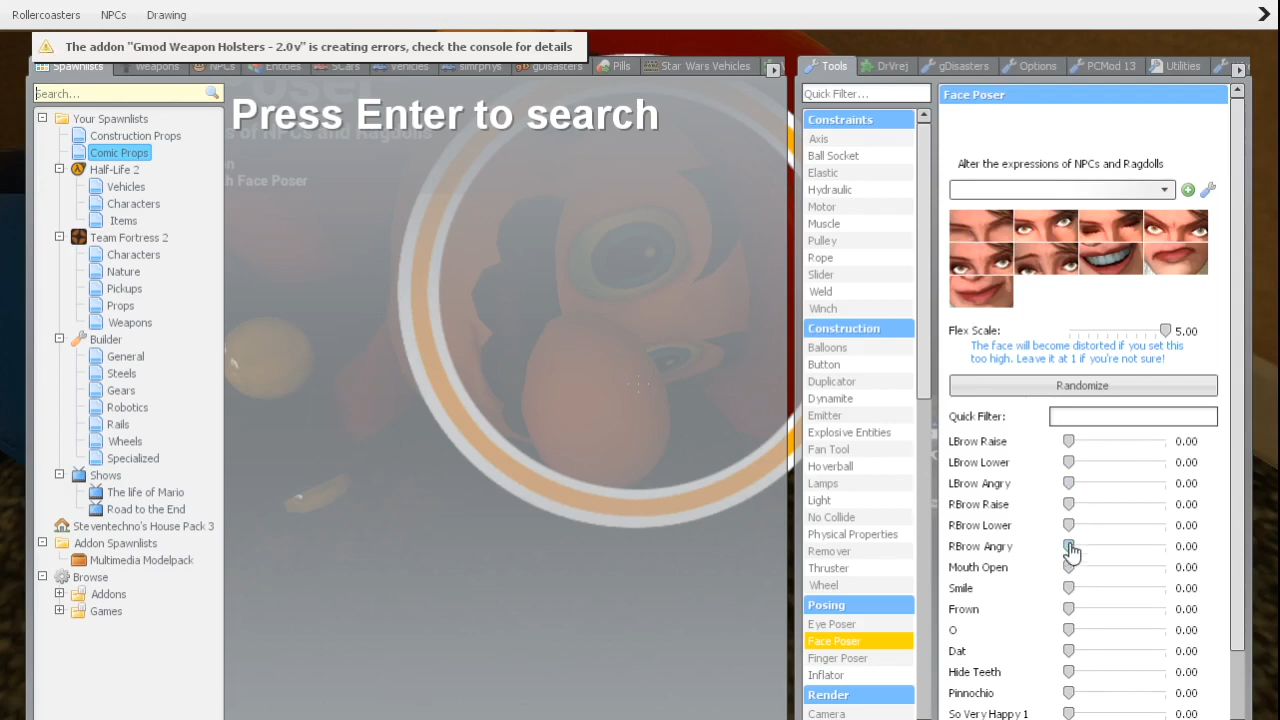 Rollercoasters NPCs Drawing
The addon "Gmod Weapon Holsters - 2.0v" is creating errors, check the console for details
Spawnlists Weapons NPCs Entities SCars Vehicles simfphys gDisasters Pills Star Wars Vehicles
Search...
Press Enter to search
of NPCs and Ragdolls
h Face Poser
Your Spawnlists
Construction Props
Comic Props
Half-Life 2
Vehicles
Characters
Items
Team Fortress 2
Characters
Nature
Pickups
Props
Weapons
Builder
General
Steels
Gears
Robotics
Rails
Wheels
Specialized
Shows
The life of Mario
Road to the End
Steventechno's House Pack 3
Addon Spawnlists
Multimedia Modelpack
Browse
Addons
Games
Tools DrVrej gDisasters Options PCMod 13 Utilities
Quick Filter...
Constraints
Axis
Ball Socket
Elastic
Hydraulic
Motor
Muscle
Pulley
Rope
Slider
Weld
Winch
Construction
Balloons
Button
Duplicator
Dynamite
Emitter
Explosive Entities
Fan Tool
Hoverball
Lamps
Light
No Collide
Physical Properties
Remover
Thruster
Wheel
Posing
Eye Poser
Face Poser
Finger Poser
Inflator
Render
Camera
Face Poser
Alter the expressions of NPCs and Ragdolls
Flex Scale: 5.00
The face will become distorted if you set this
too high. Leave it at 1 if you're not sure!
Randomize
Quick Filter:
LBrow Raise 0.00
LBrow Lower 0.00
LBrow Angry 0.00
RBrow Raise 0.00
RBrow Lower 0.00
RBrow Angry 0.00
Mouth Open 0.00
Smile 0.00
Frown 0.00
O 0.00
Dat 0.00
Hide Teeth 0.00
Pinnochio 0.00
So Very Happy 1 0.00